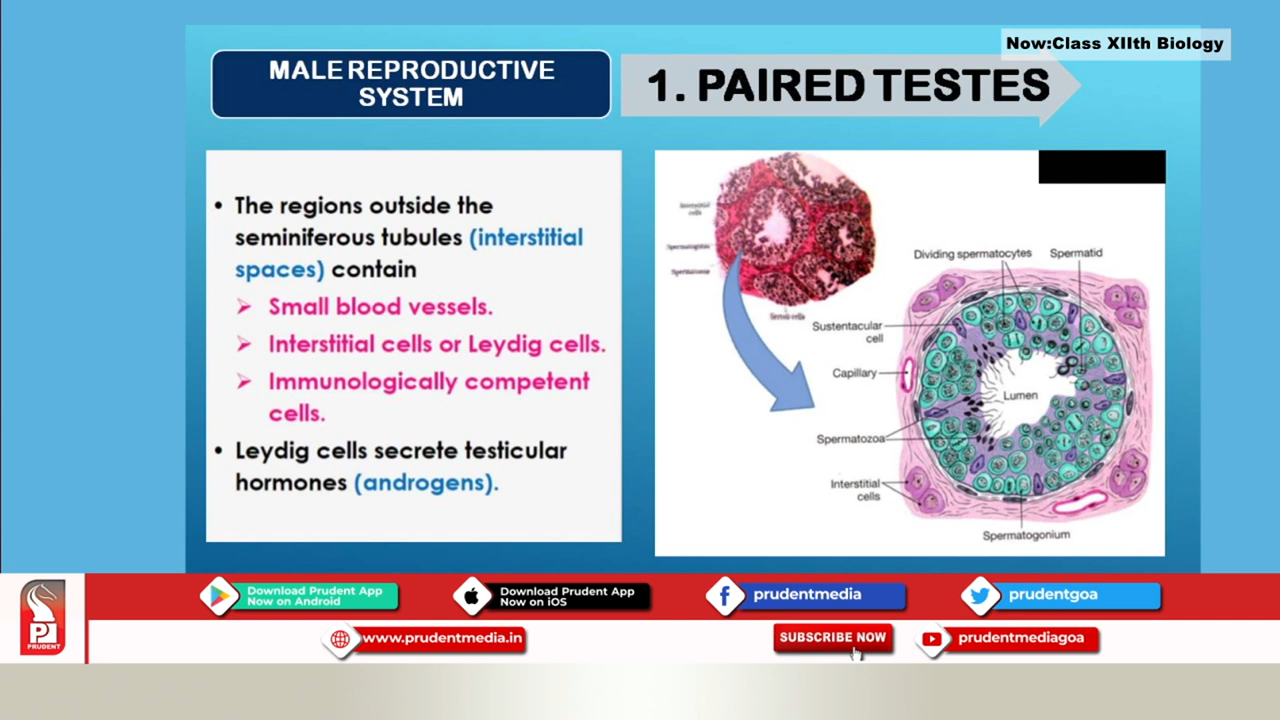 Now:Class XIIth Biology
MALE REPRODUCTIVE
SYSTEM
1. PAIRED TESTES
• The regions outside the
seminiferous tubules (interstitial
spaces) contain
➢ Small blood vessels.
➢ Interstitial cells or Leydig cells.
➢ Immunologically competent
cells.
• Leydig cells secrete testicular
hormones (androgens).
Interstitial
cells
Dividing spermatocytes
Spermatid
Sustentacular
cell
Capillary
Lumen
Spermatozoa
Interstitial
cells
Spermatogonium
Download Prudent App
Now on Android
Download Prudent App
Now on iOS
prudentmedia
prudentgoa
PRUDENT
www.prudentmedia.in
SUBSCRIBE NOW
prudentmediagoa